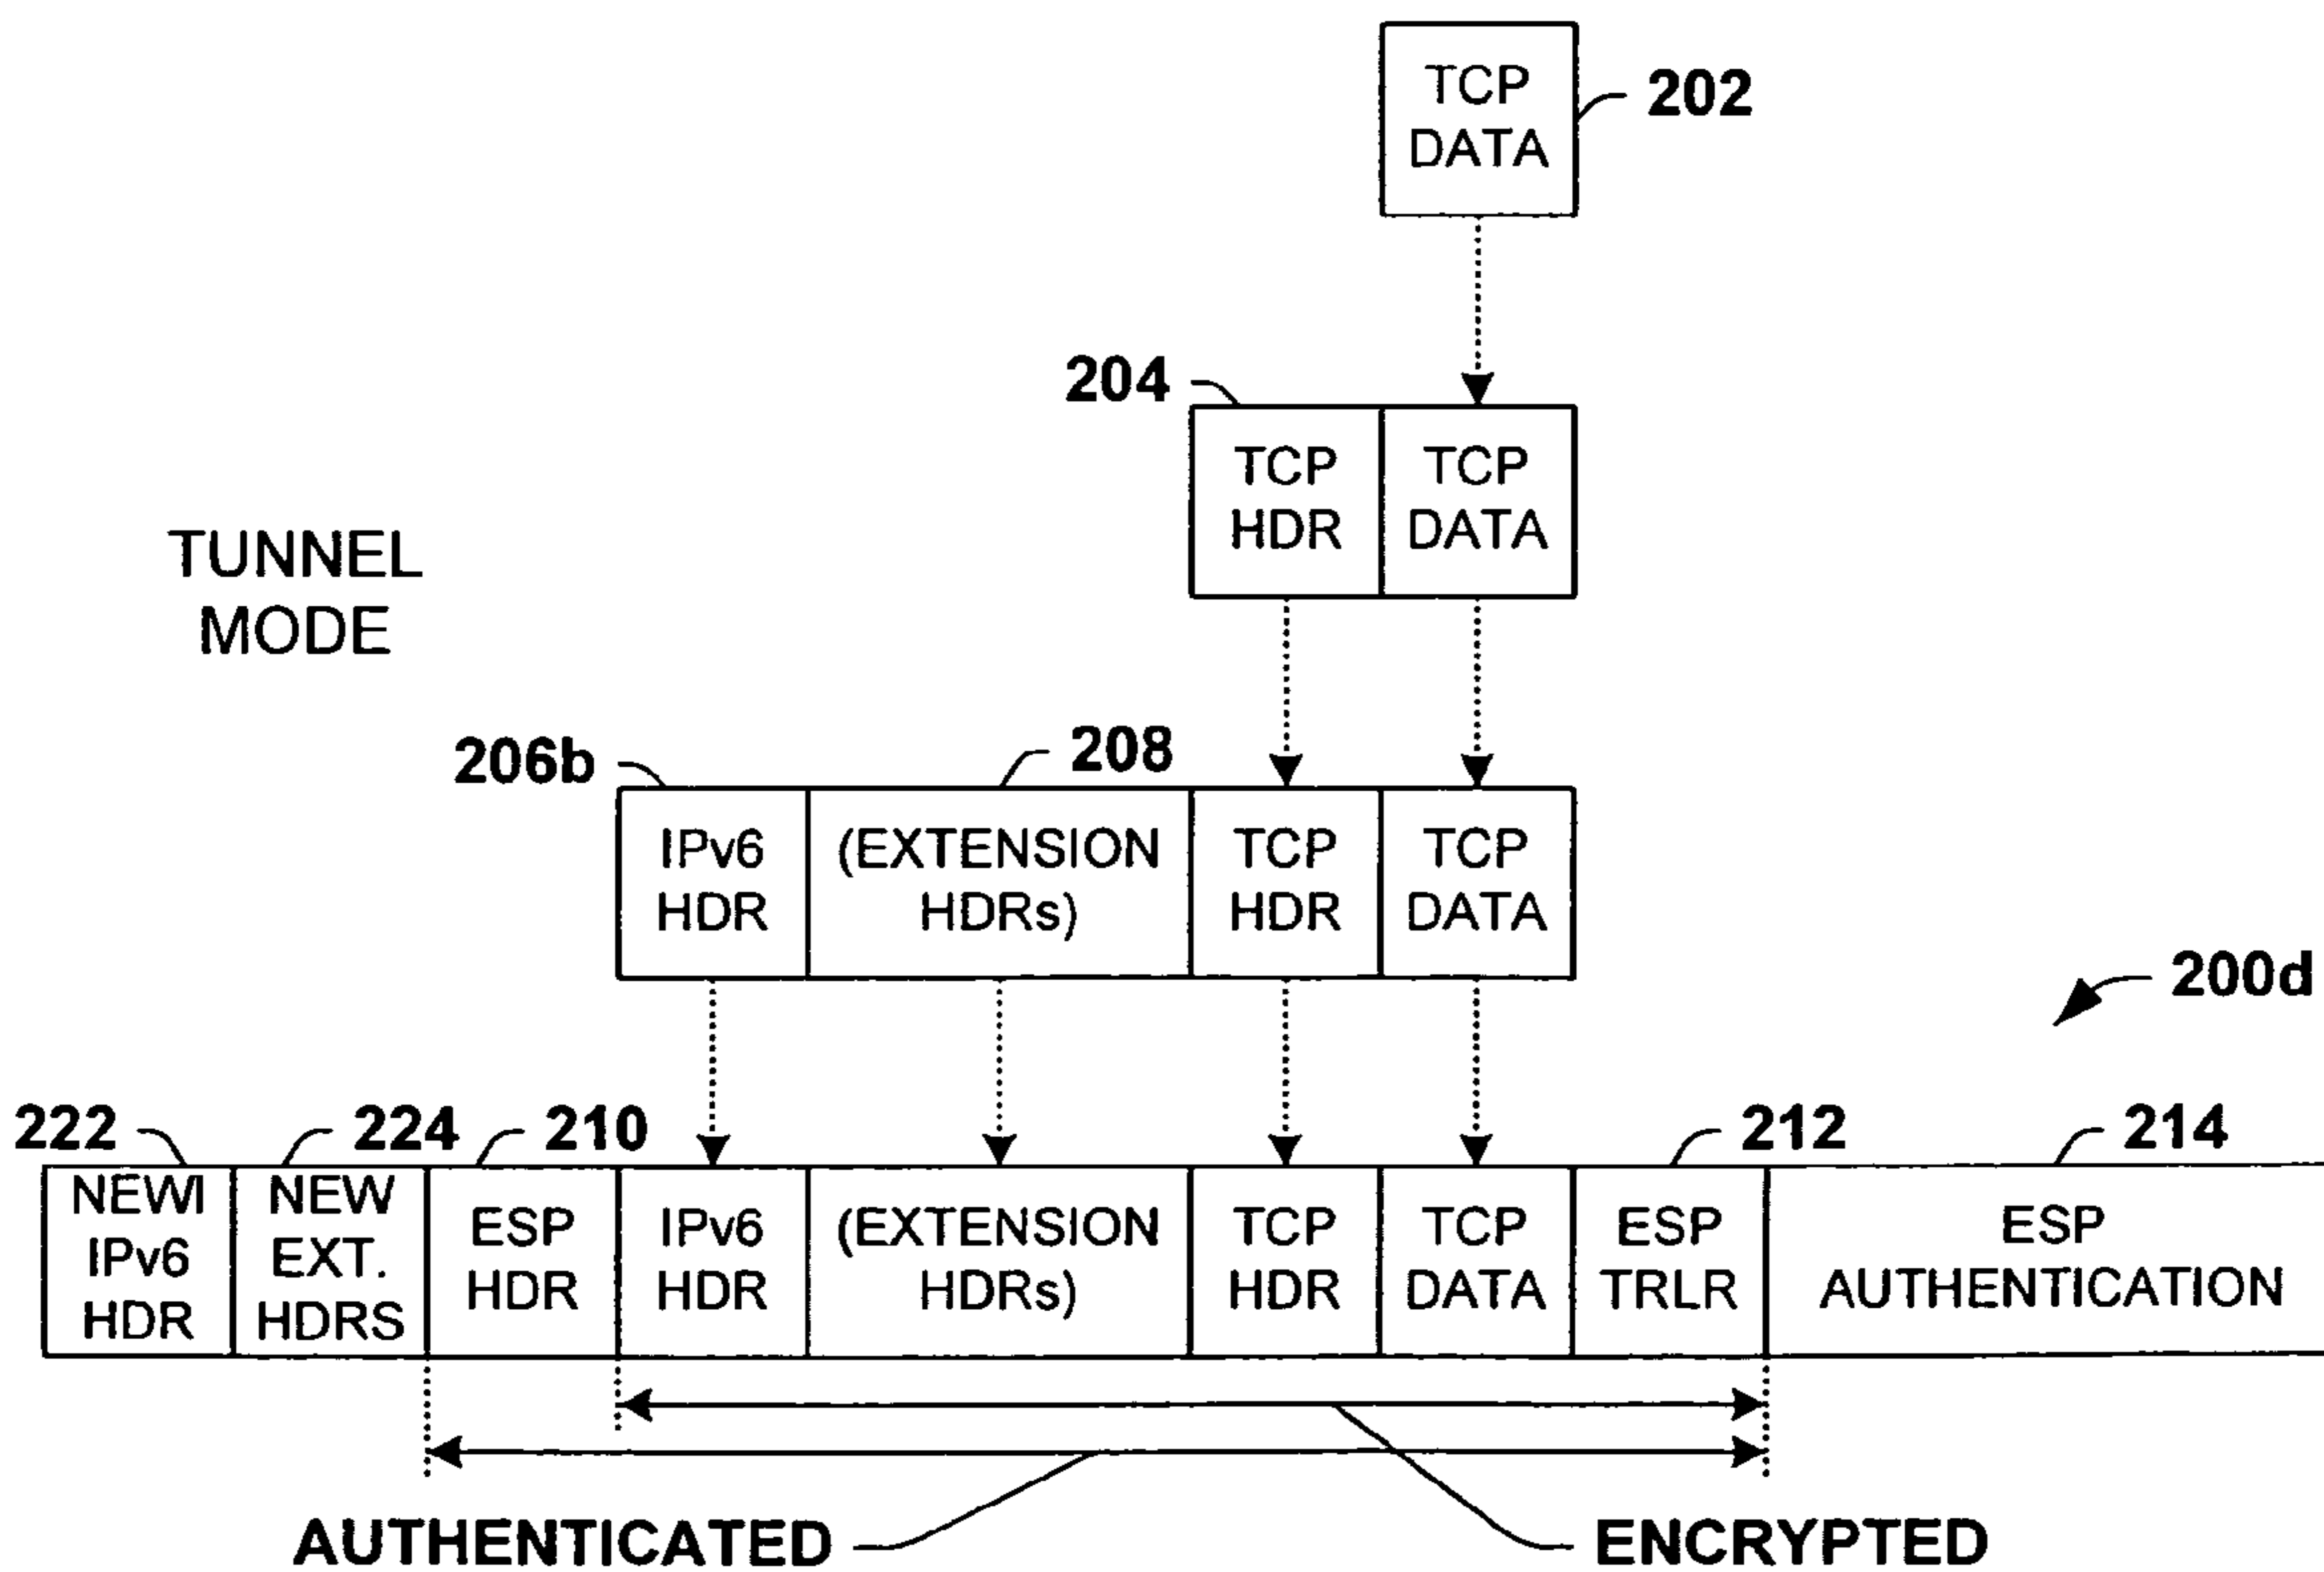 TCP
DATA
202
204
TCP
HDR
TCP
DATA
TUNNEL
MODE
206b
208
IPv6
HDR
(EXTENSION
HDRs)
TCP
HDR
TCP
DATA
200d
222
224
210
212
214
NEWI
IPv6
HDR
NEW
EXT.
HDRS
ESP
HDR
IPv6
HDR
(EXTENSION
HDRs)
TCP
HDR
TCP
DATA
ESP
TRLR
ESP
AUTHENTICATION
AUTHENTICATED
ENCRYPTED